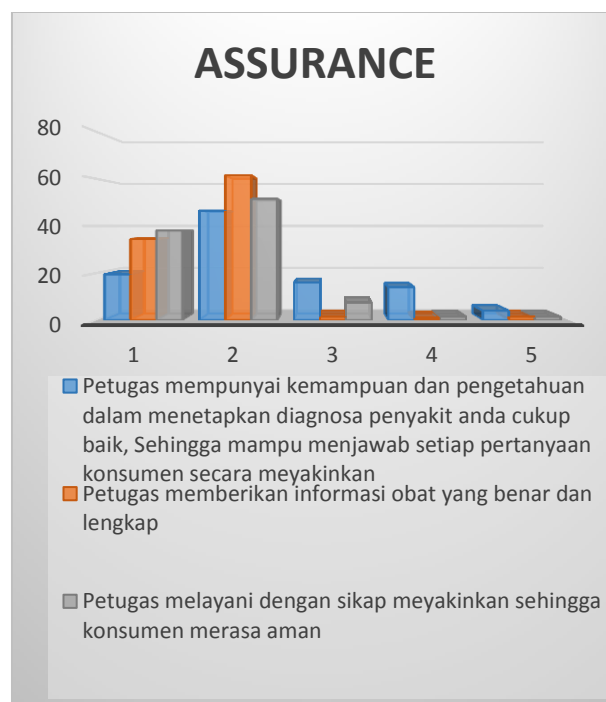 ASSURANCE
80
60
40
20
0
1 2 3 4 5
Petugas mempunyai kemampuan dan pengetahuan
dalam menetapkan diagnosa penyakit anda cukup
baik, Sehingga mampu menjawab setiap pertanyaan
konsumen secara meyakinkan
Petugas memberikan informasi obat yang benar dan
lengkap
Petugas melayani dengan sikap meyakinkan sehingga
konsumen merasa aman